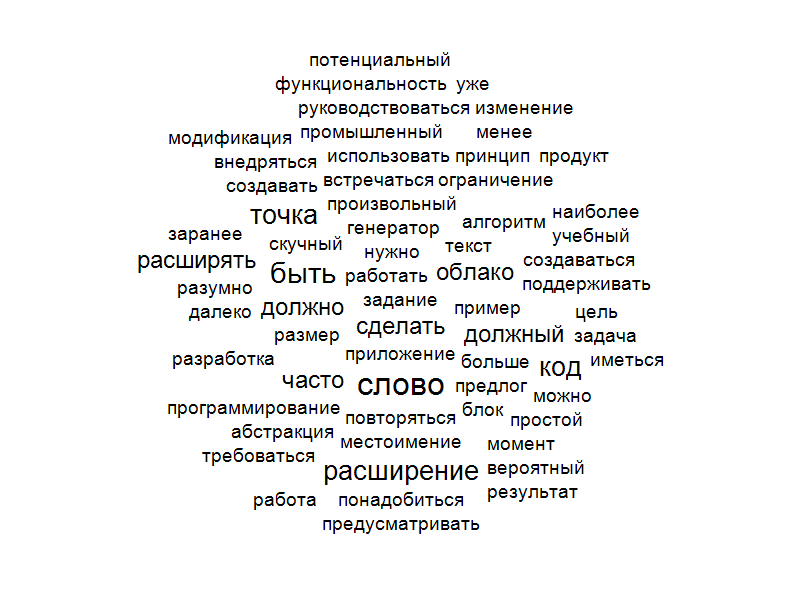 потенциальный
функциональность уже
руководствоваться изменение
модификация промышленный менее
внедряться использовать принцип продукт
создавать встречаться ограничение
произвольный
точка генератор алгоритм наиболее
заранее скучный нужно текст учебный
расширять быть работать облако создаваться
разумно поддерживать
далеко должно задание пример цель
размер сделать должный задача
разработка приложение больше код иметься
часто слово предлог можно
программирование повторяться блок простой
абстракция местоимение момент
требоваться расширение вероятный
работа понадобиться результат
предусматривать